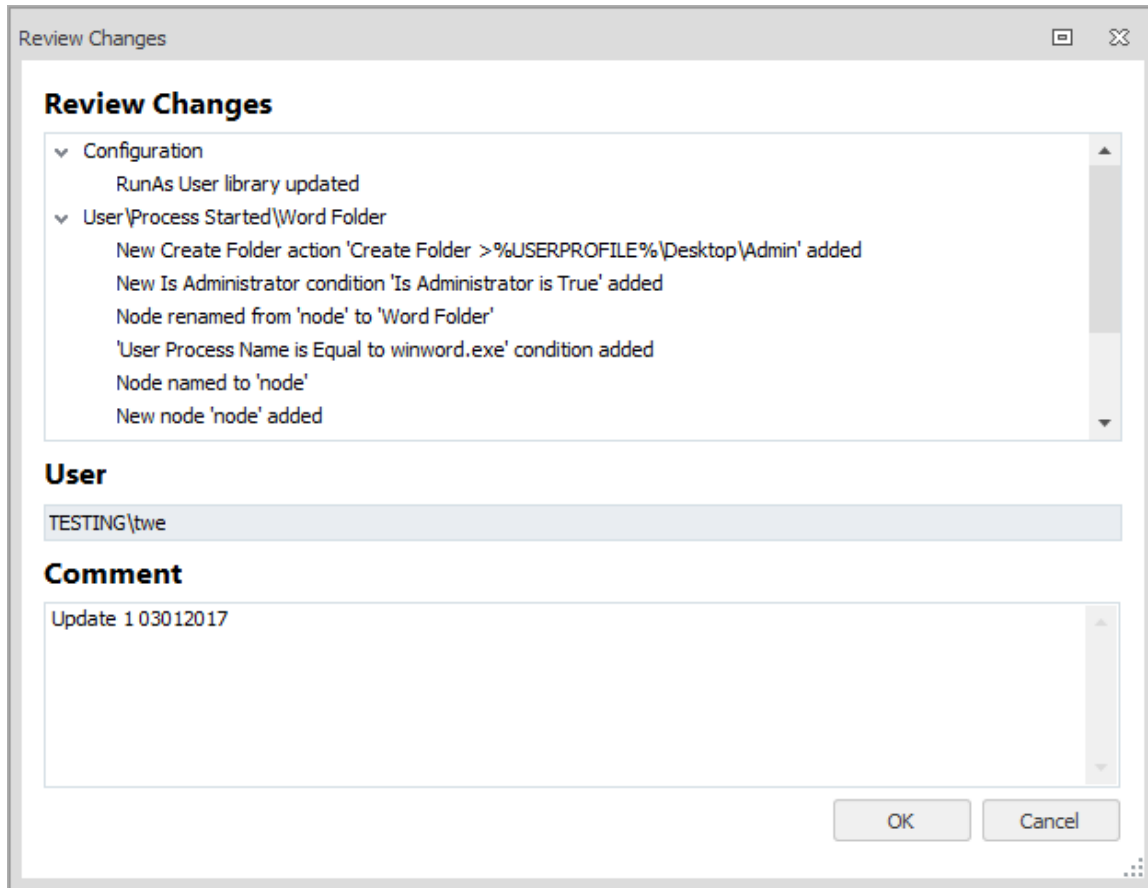 Review Changes
Review Changes
Configuration
RunAs User library updated
User\Process Started\Word Folder
New Create Folder action 'Create Folder >%USERPROFILE%\Desktop\Admin' added
New Is Administrator condition 'Is Administrator is True' added
Node renamed from 'node' to 'Word Folder'
'User Process Name is Equal to winword.exe' condition added
Node named to 'node'
New node 'node' added
User
TESTING\twe
Comment
Update 1 03012017
OK Cancel